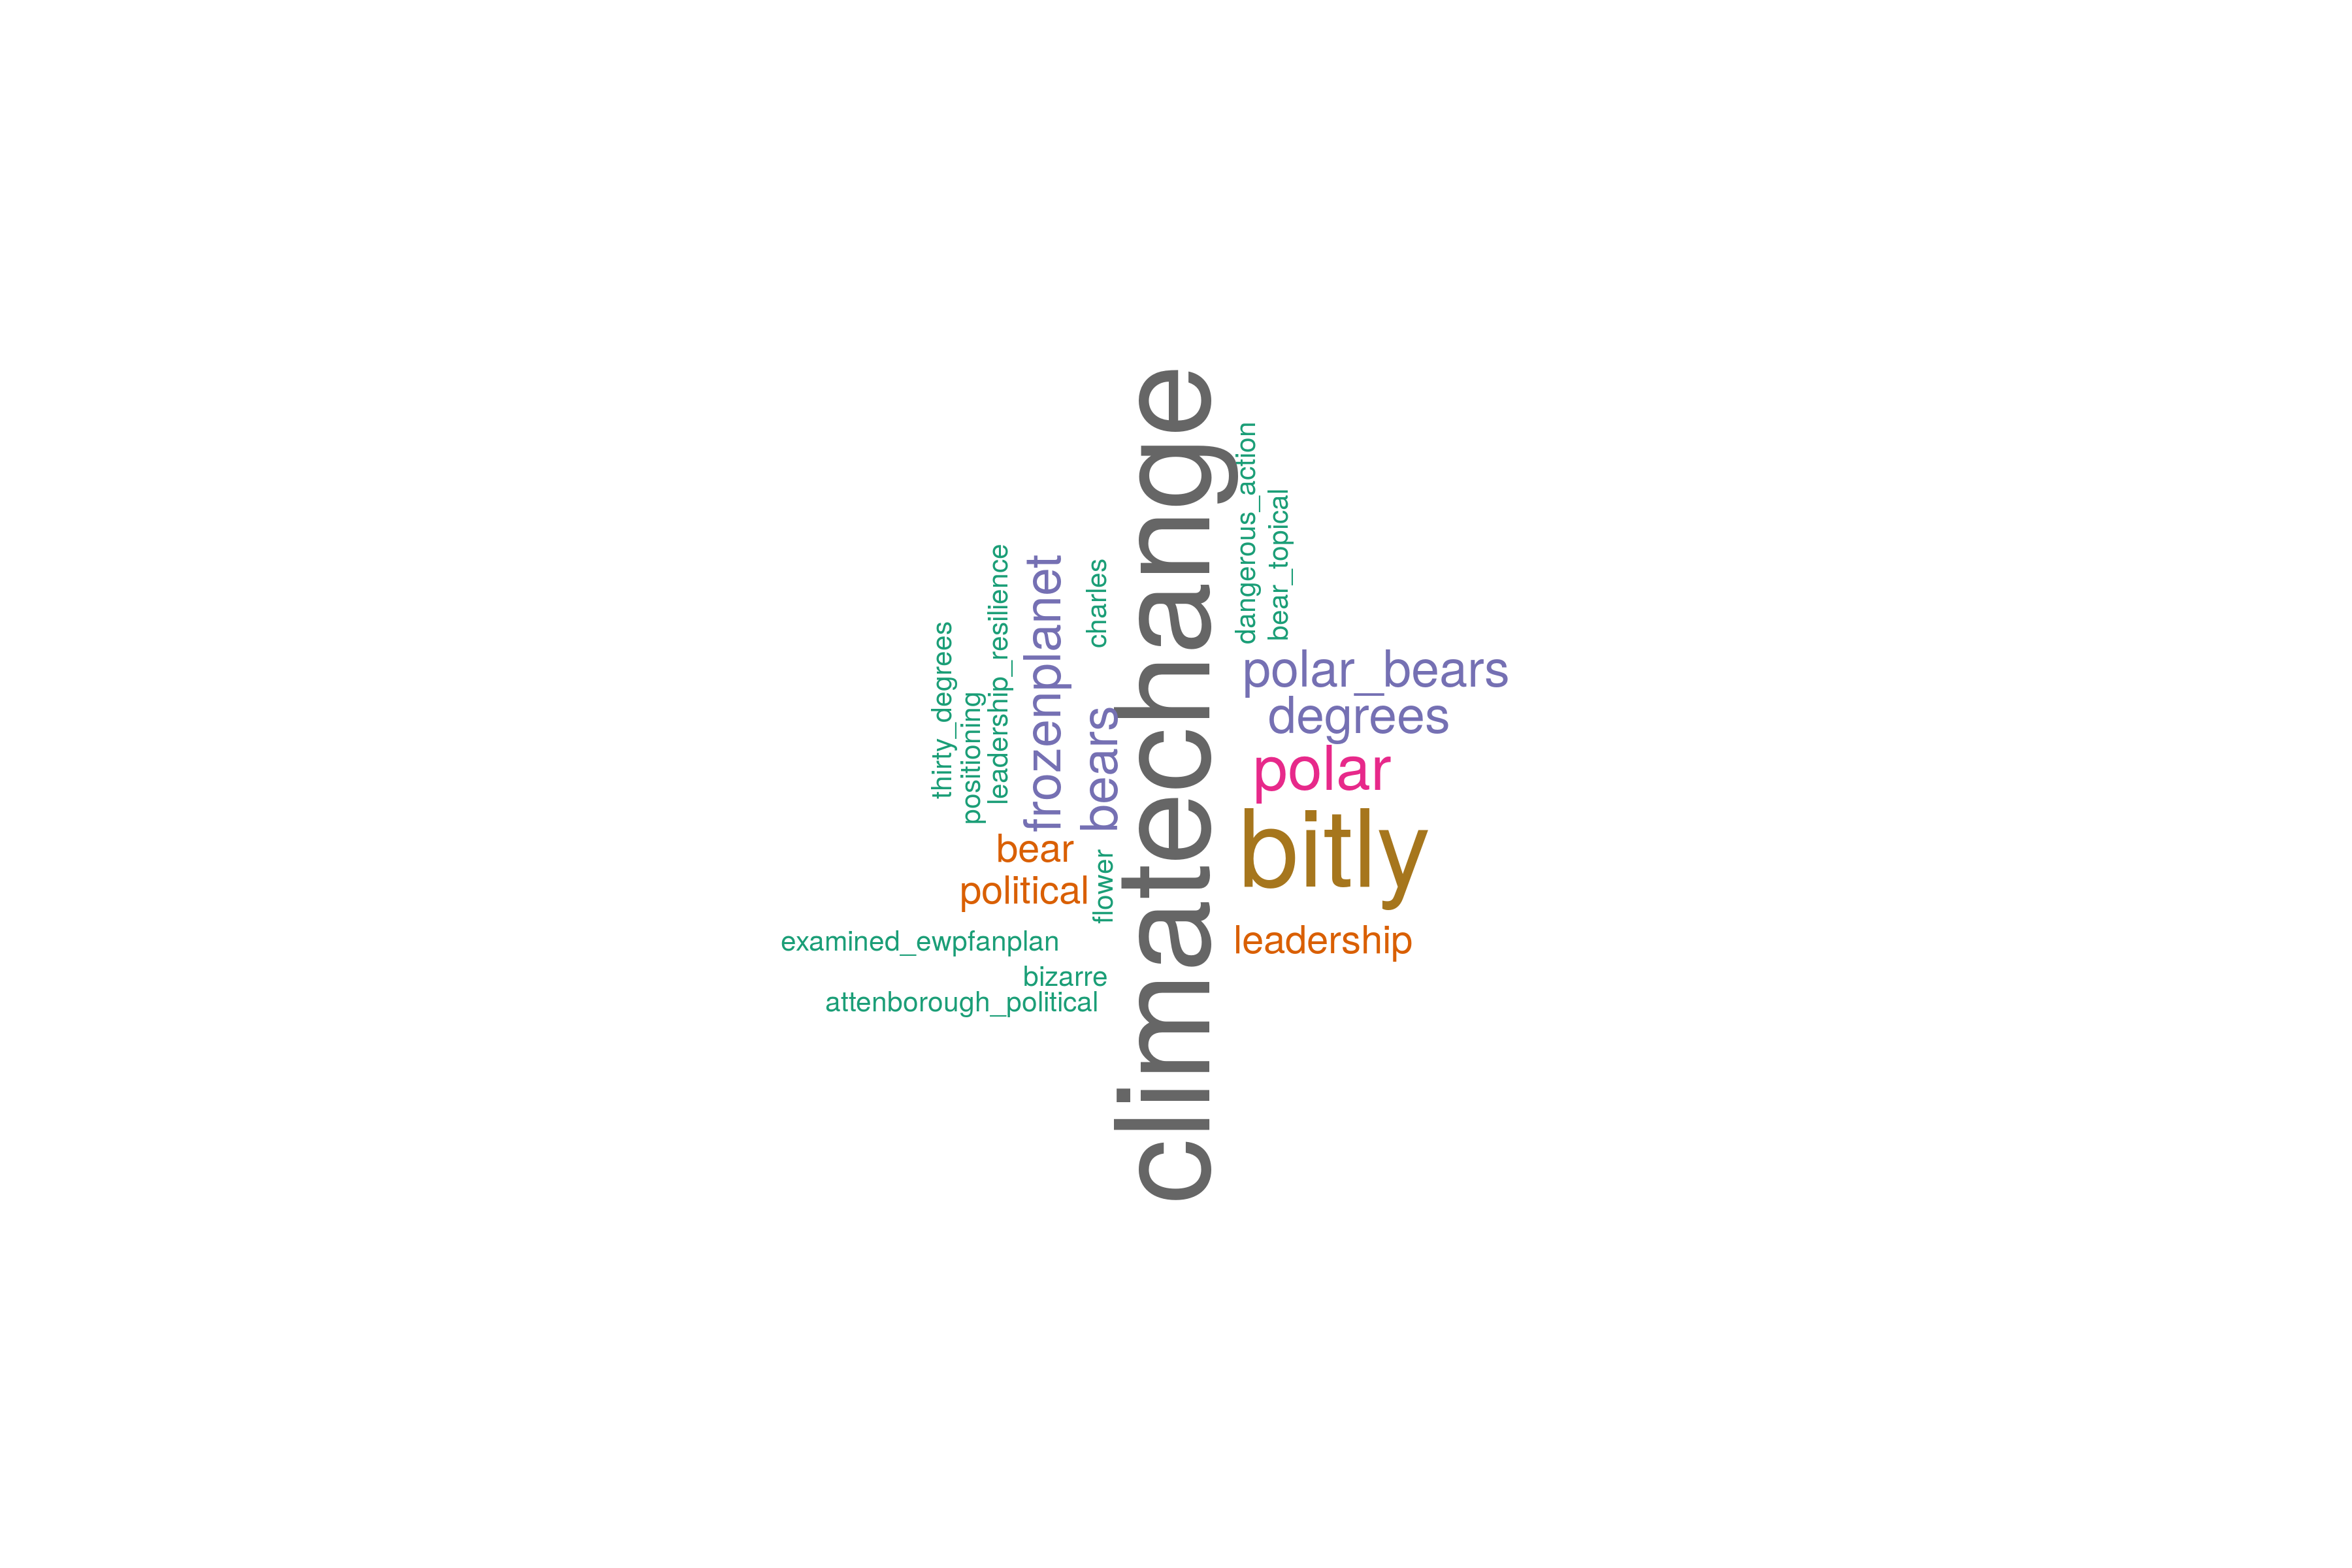 climatechange
dangerous_action
bear_topical
charles
frozenplanet
leadership_resilience
thirty_degrees
positioning
bears
polar_bears
degrees
polar
bitly
bear
political
flower
leadership
examined_ewpfanplan
bizarre
attenborough_political